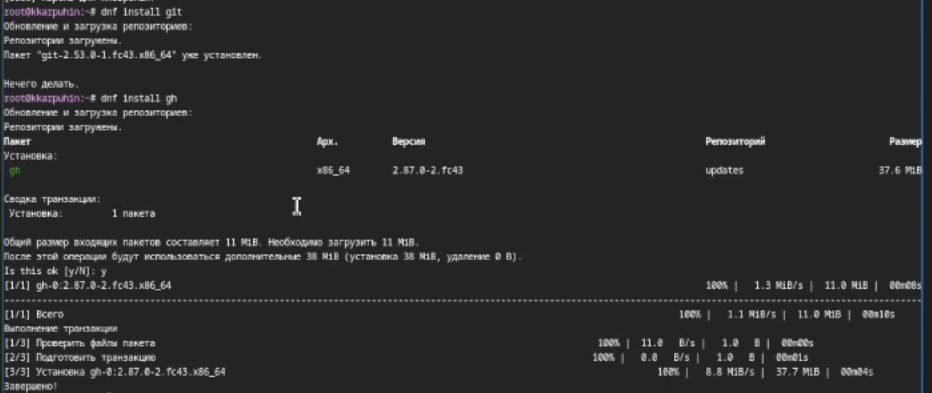 root@kkarpuhin:~# dnf install git
Обновление и загрузка репозиториев:
Репозитории загружены.
Пакет "git-2.53.0-1.fc43.x86_64" уже установлен.
Нечего делать.
root@kkarpuhin:~# dnf install gh
Обновление и загрузка репозиториев:
Репозитории загружены.
Пакет Арх. Версия Репозиторий Размер
Установка:
gh x86_64 2.87.0-2.fc43 updates 37.6 MiB
Сводка транзакции:
Установка: 1 пакета
Общий размер входящих пакетов составляет 11 MiB. Необходимо загрузить 11 MiB.
После этой операции будут использоваться дополнительные 38 MiB (установка 38 MiB, удаление 0 B).
Is this ok [y/N]: y
[1/1] gh-0:2.87.0-2.fc43.x86_64 100% | 1.3 MiB/s | 11.0 MiB | 00m08s
--------------------------------------------------------------------------------
[1/1] Всего 100% | 1.1 MiB/s | 11.0 MiB | 00m10s
Выполнение транзакции
[1/3] Проверить файлы пакета 100% | 11.0 B/s | 1.0 B | 00m00s
[2/3] Подготовить транзакцию 100% | 0.0 B/s | 1.0 B | 00m01s
[3/3] Установка gh-0:2.87.0-2.fc43.x86_64 100% | 8.8 MiB/s | 37.7 MiB | 00m04s
Завершено!